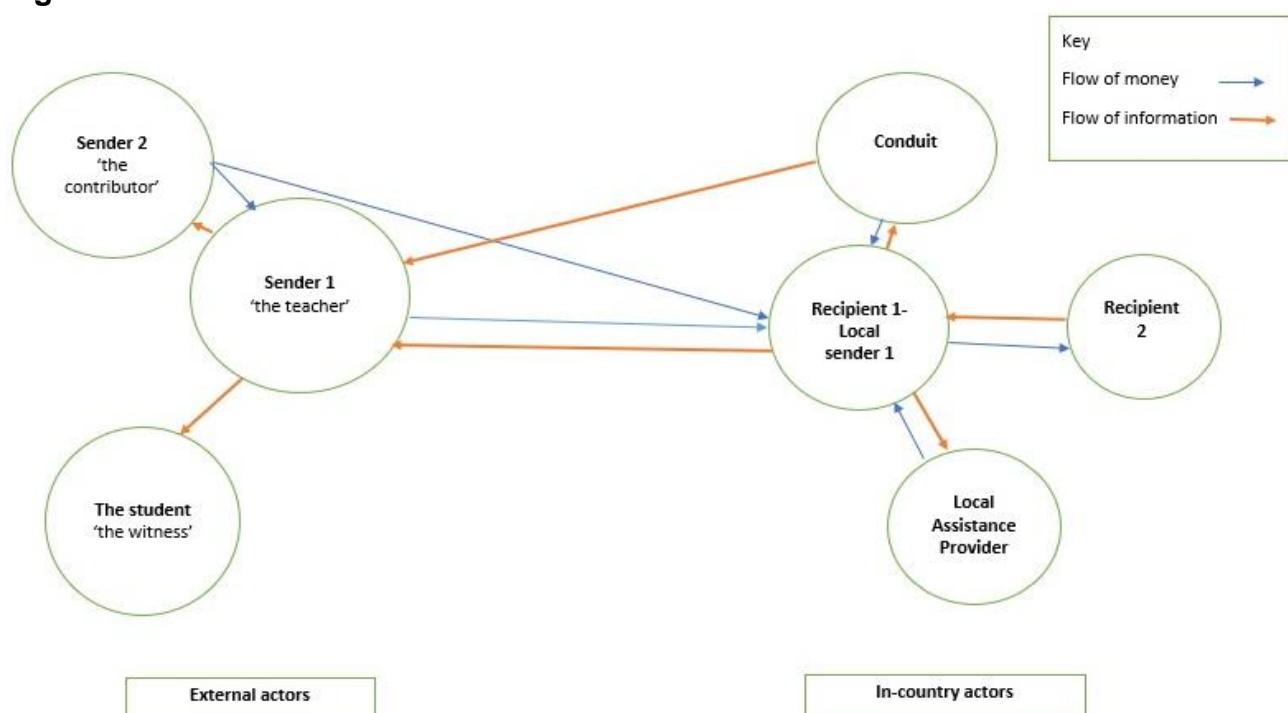 Key
Flow of money
Flow of information
Sender 2
‘the
contributor’
Conduit
Sender 1
‘the teacher’
Recipient 1-
Local
sender 1
Recipient
2
The student
‘the witness’
Local
Assistance
Provider
External actors
In-country actors